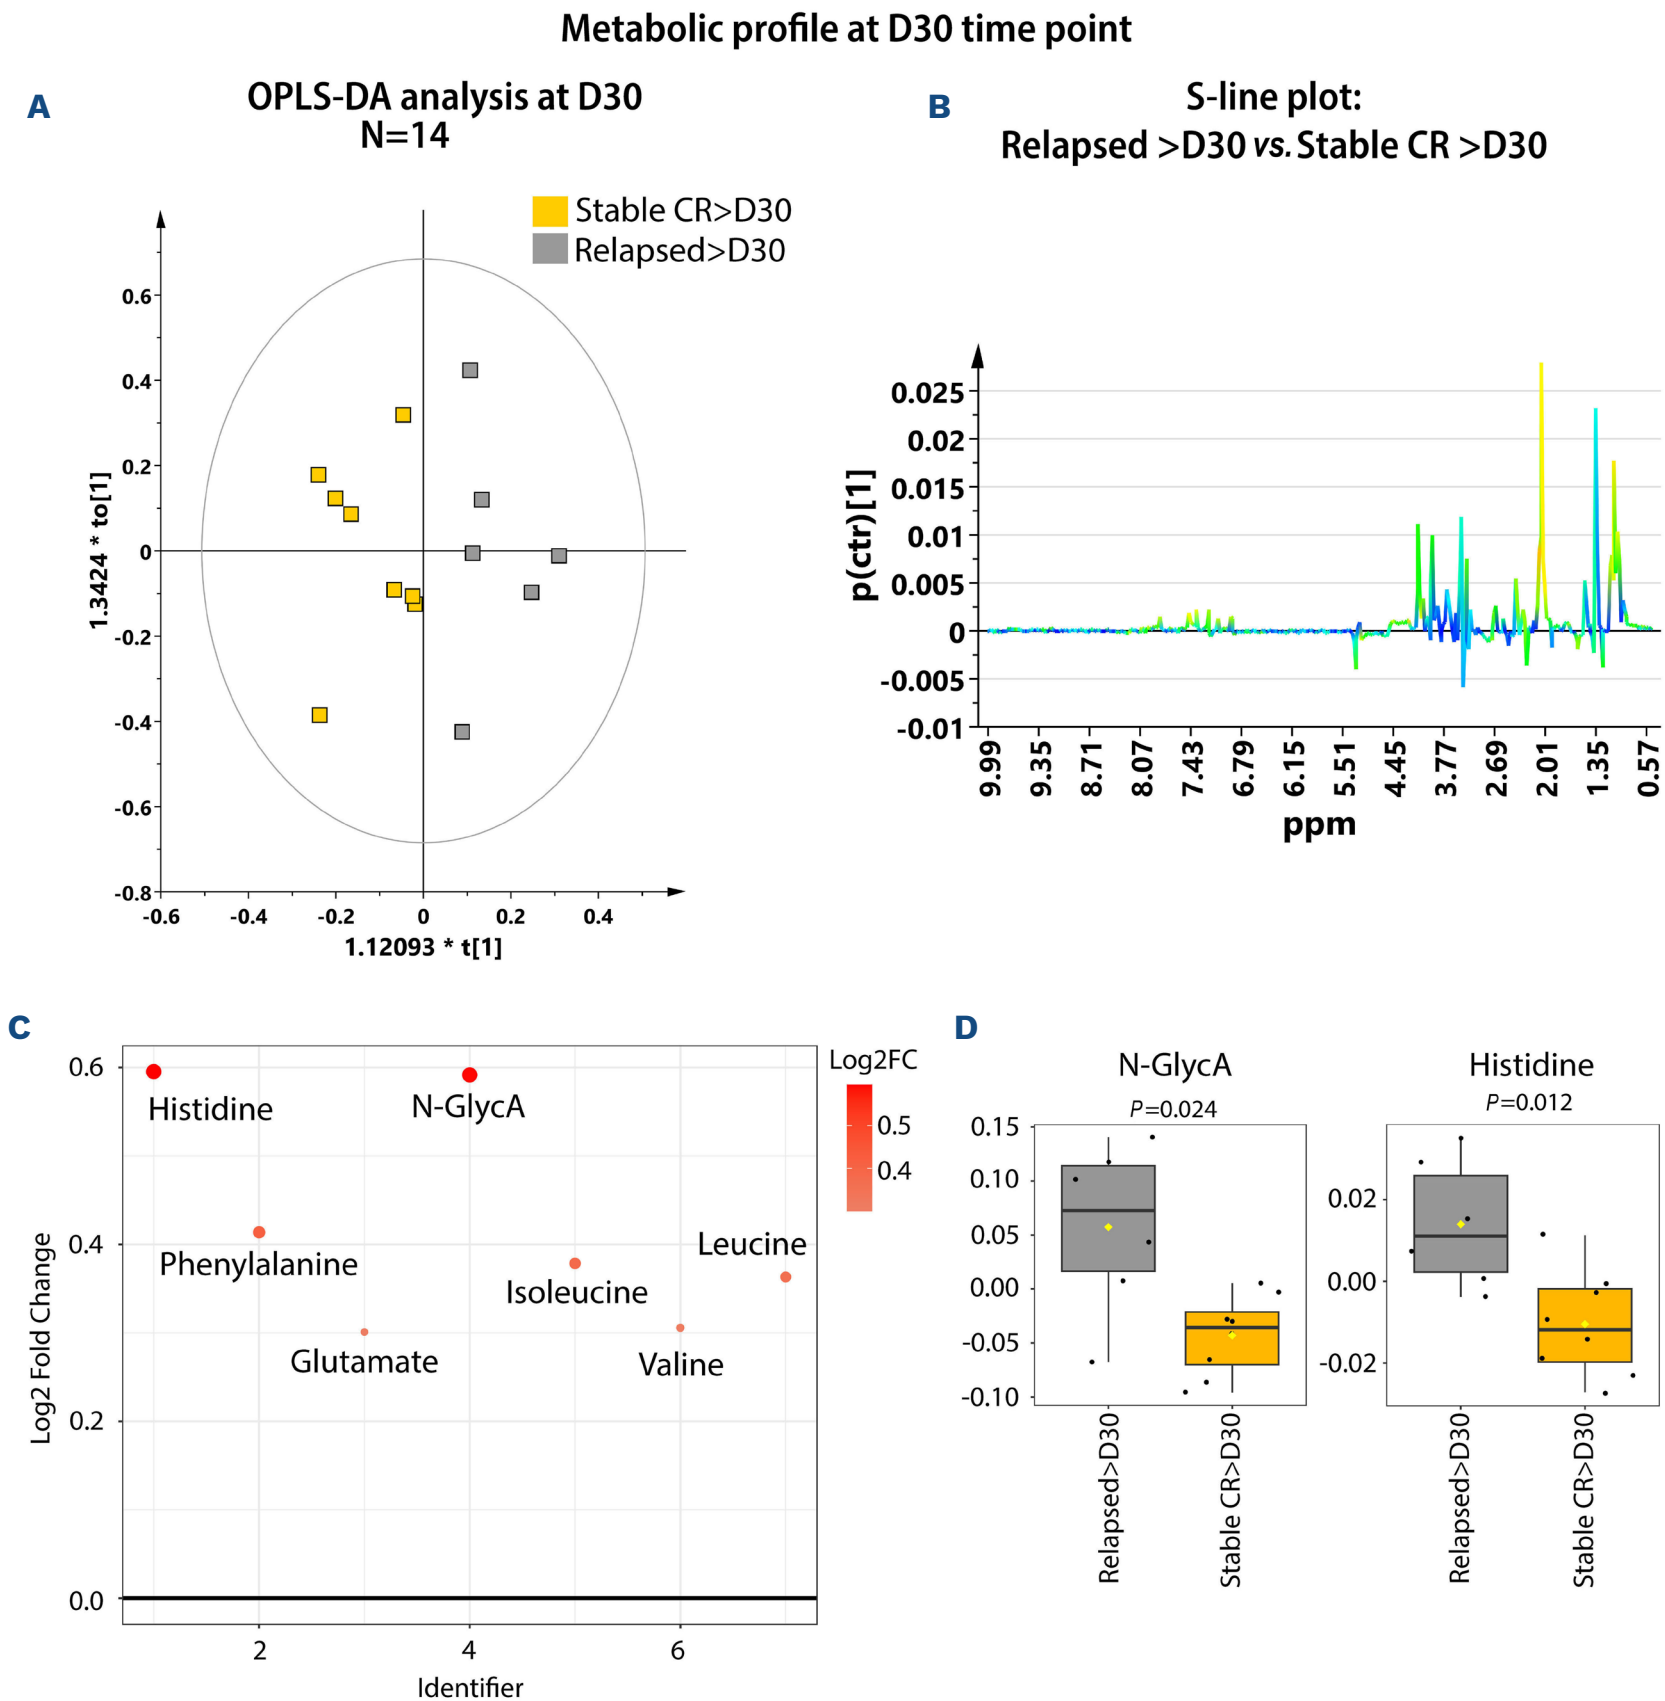 Metabolic profile at D30 time point
A
OPLS-DA analysis at D30
N=14
Stable CR>D30
Relapsed>D30
1.3424 * to[1]
0.6
0.4
0.2
0
-0.2
-0.4
-0.6
-0.8
-0.6 -0.4 -0.2 0 0.2 0.4
1.12093 * t[1]
B
S-line plot:
Relapsed >D30 vs. Stable CR >D30
p(ctr)[1]
0.025
0.02
0.015
0.01
0.005
0
-0.005
-0.01
9.99 9.35 8.71 8.07 7.43 6.79 6.15 5.51 4.45 3.77 2.69 2.01 1.35 0.57
ppm
C
Log2 Fold Change
0.6
0.4
0.2
0.0
Histidine
N-GlycA
Phenylalanine
Leucine
Isoleucine
Glutamate
Valine
2 4 6
Identifier
Log2FC
0.5
0.4
D
N-GlycA
P=0.024
0.15
0.10
0.05
0.00
-0.05
-0.10
Relapsed>D30
Stable CR>D30
Histidine
P=0.012
0.02
0.00
-0.02
Relapsed>D30
Stable CR>D30